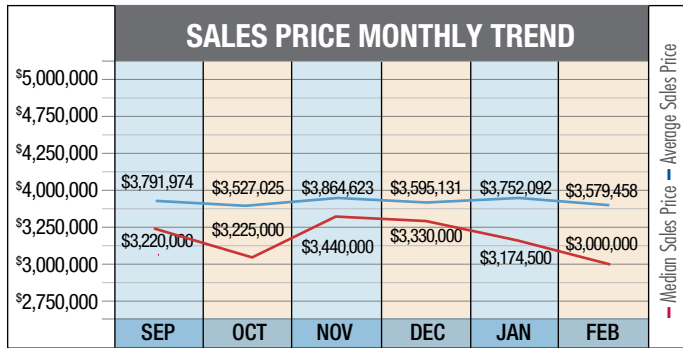 SALES PRICE MONTHLY TREND
$5,000,000
$4,750,000
$4,250,000
$4,000,000
$3,250,000
$3,000,000
$2,750,000
$3,791,974 $3,527,025 $3,864,623 $3,595,131 $3,752,092 $3,579,458
$3,220,000 $3,225,000 $3,440,000 $3,330,000 $3,174,500 $3,000,000
SEP OCT NOV DEC JAN FEB
Median Sales Price Average Sales Price